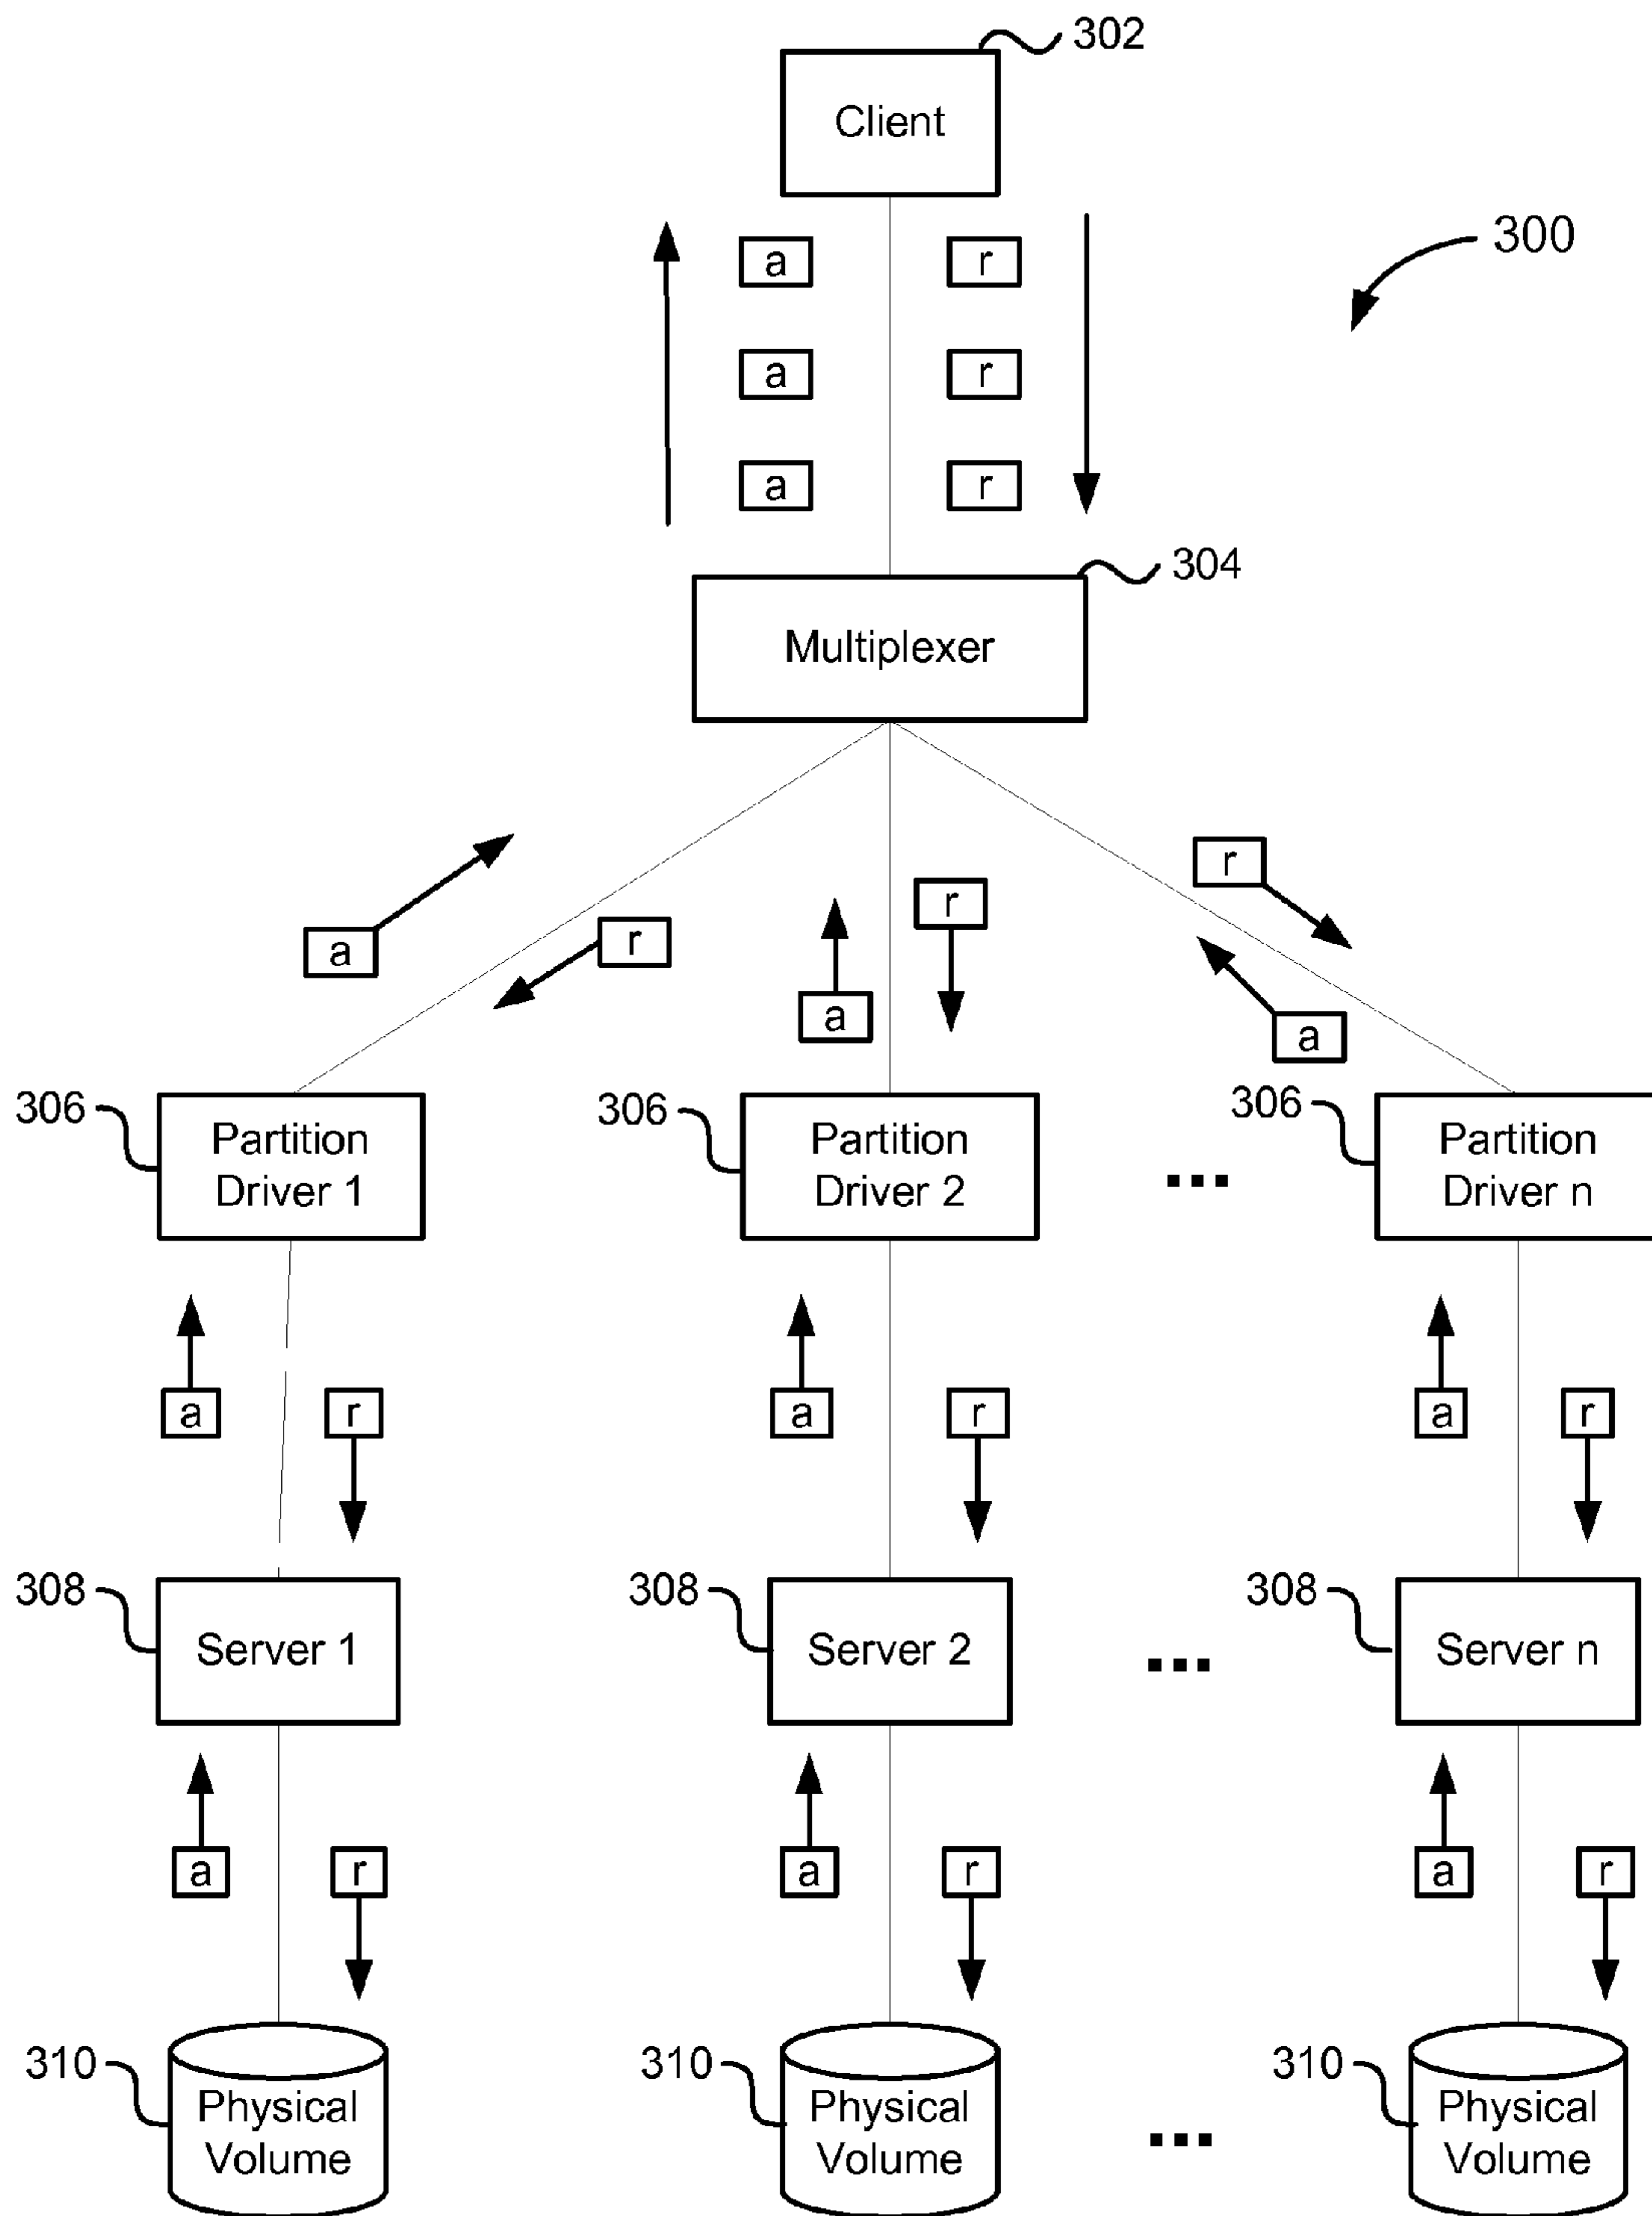 302
Client
300
a r
a r
a r
304
Multiplexer
r
r
a r
a
a
306 306 306
Partition Driver 1
Partition Driver 2
...
Partition Driver n
a r a r a r
308 308 308
Server 1 Server 2 ... Server n
a r a r a r
310 310 310
Physical Volume
Physical Volume
...
Physical Volume